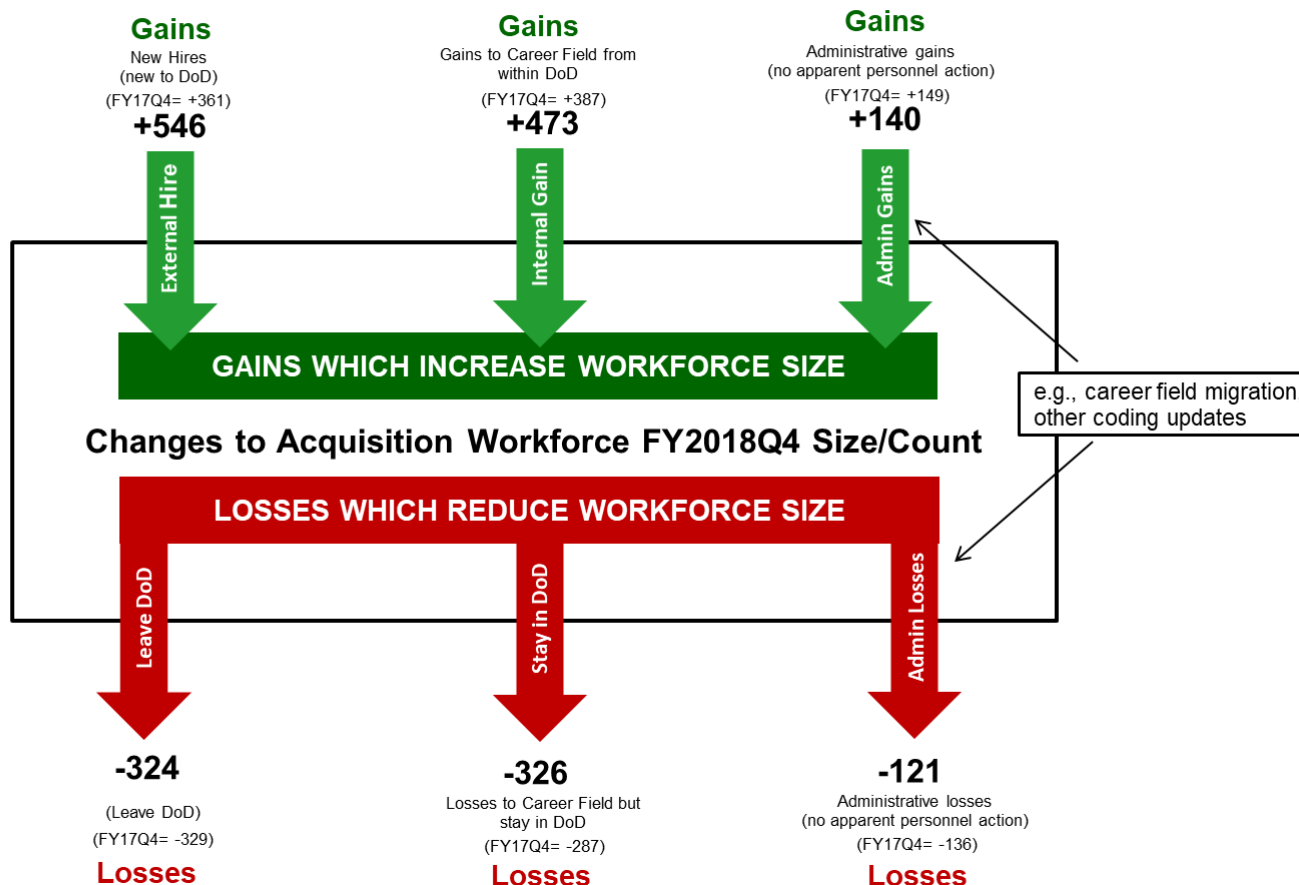 Gains
New Hires
(new to DoD)
(FY17Q4= +361)
+546
External Hire
Gains
Gains to Career Field from
within DoD
(FY17Q4= +387)
+473
Internal Gain
Gains
Administrative gains
(no apparent personnel action)
(FY17Q4= +149)
+140
Admin Gains
GAINS WHICH INCREASE WORKFORCE SIZE
e.g., career field migration,
other coding updates
Changes to Acquisition Workforce FY2018Q4 Size/Count
LOSSES WHICH REDUCE WORKFORCE SIZE
Leave DoD
-324
(Leave DoD)
(FY17Q4= -329)
Losses
Stay in DoD
-326
Losses to Career Field but
stay in DoD
(FY17Q4= -287)
Losses
Admin Losses
-121
Administrative losses
(no apparent personnel action)
(FY17Q4= -136)
Losses